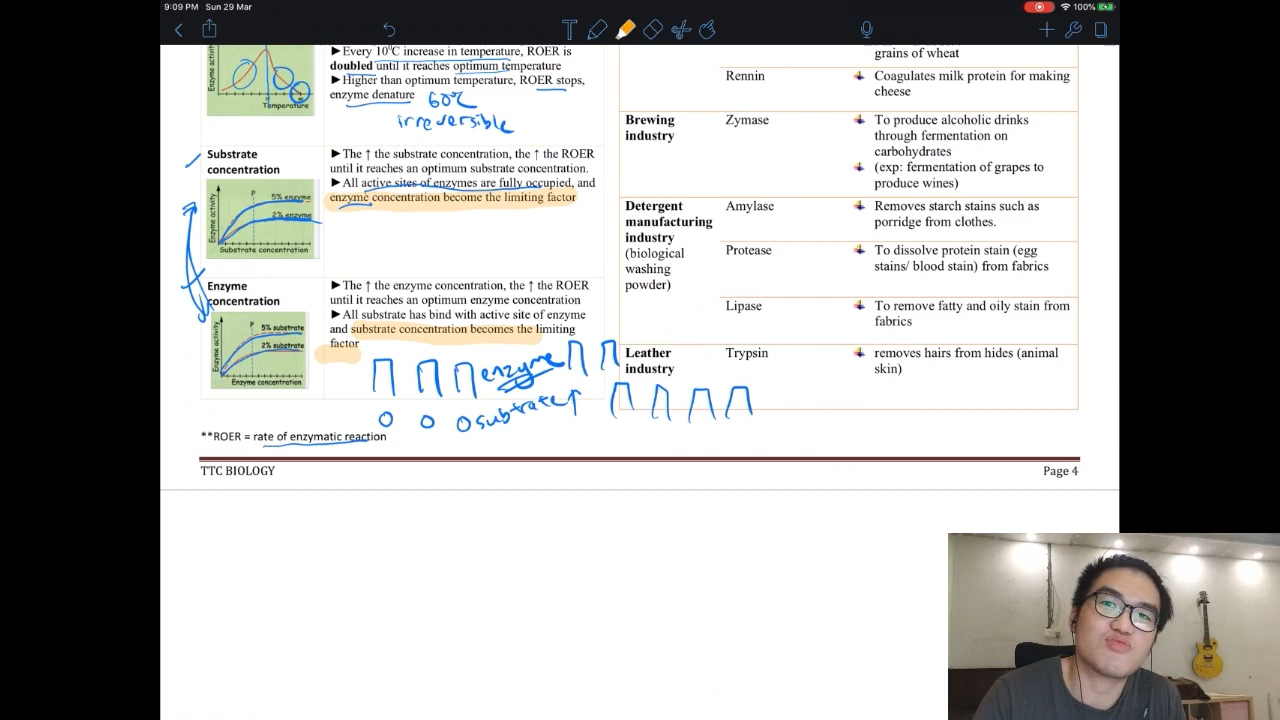 9:09 PM Sun 29 Mar
100%
Enzyme activity
Temperature
►Every 10⁰C increase in temperature, ROER is
doubled until it reaches optimum temperature
►Higher than optimum temperature, ROER stops,
enzyme denature
60°C
irreversible
Substrate
concentration
Enzyme activity
P
5% enzyme
2% enzyme
Substrate concentration
►The ↑ the substrate concentration, the ↑ the ROER
until it reaches an optimum substrate concentration.
►All active sites of enzymes are fully occupied, and
enzyme concentration become the limiting factor
Enzyme
concentration
Enzyme activity
P
5% substrate
2% substrate
Enzyme concentration
►The ↑ the enzyme concentration, the ↑ the ROER
until it reaches an optimum enzyme concentration
►All substrate has bind with active site of enzyme
and substrate concentration becomes the limiting
factor
enzyme
substrate ↑
**ROER = rate of enzymatic reaction
grains of wheat
Rennin
Coagulates milk protein for making
cheese
Brewing
industry
Zymase
To produce alcoholic drinks
through fermentation on
carbohydrates
(exp: fermentation of grapes to
produce wines)
Detergent
manufacturing
industry
(biological
washing
powder)
Amylase
Removes starch stains such as
porridge from clothes.
Protease
To dissolve protein stain (egg
stains/ blood stain) from fabrics
Lipase
To remove fatty and oily stain from
fabrics
Leather
industry
Trypsin
removes hairs from hides (animal
skin)
TTC BIOLOGY
Page 4